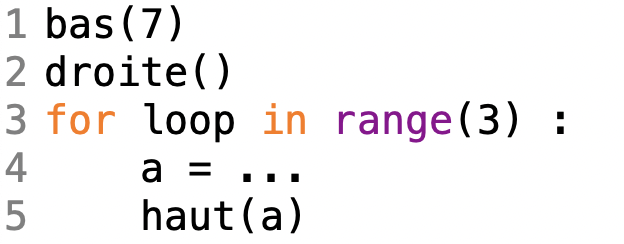 1 bas(7)
2 droite()
3 for loop in range(3) :
4     a = ...
5     haut(a)